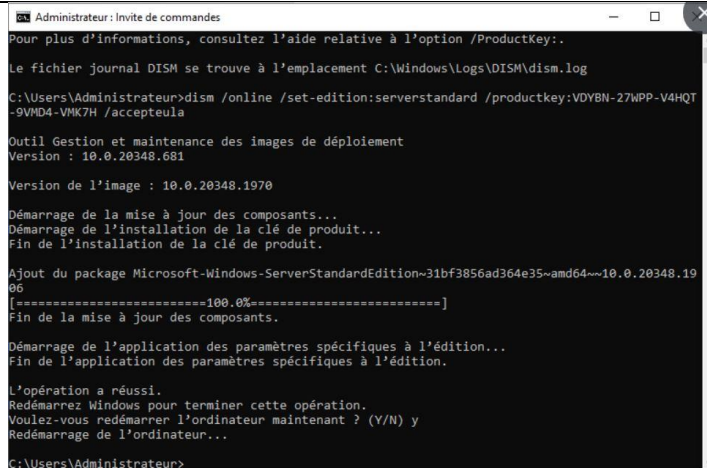 Administrateur : Invite de commandes
Pour plus d’informations, consultez l’aide relative à l’option /ProductKey:.
Le fichier journal DISM se trouve à l’emplacement C:\Windows\Logs\DISM\dism.log
C:\Users\Administrateur>dism /online /set-edition:serverstandard /productkey:VDYBN-27WPP-V4HQT
-9VMD4-VMK7H /accepteula
Outil Gestion et maintenance des images de déploiement
Version : 10.0.20348.681
Version de l’image : 10.0.20348.1970
Démarrage de la mise à jour des composants...
Démarrage de l’installation de la clé de produit...
Fin de l’installation de la clé de produit.
Ajout du package Microsoft-Windows-ServerStandardEdition~31bf3856ad364e35~amd64~~10.0.20348.19
06
[==========================100.0%==========================]
Fin de la mise à jour des composants.
Démarrage de l’application des paramètres spécifiques à l’édition...
Fin de l’application des paramètres spécifiques à l’édition.
L’opération a réussi.
Redémarrez Windows pour terminer cette opération.
Voulez-vous redémarrer l’ordinateur maintenant ? (Y/N) y
Redémarrage de l’ordinateur...
C:\Users\Administrateur>